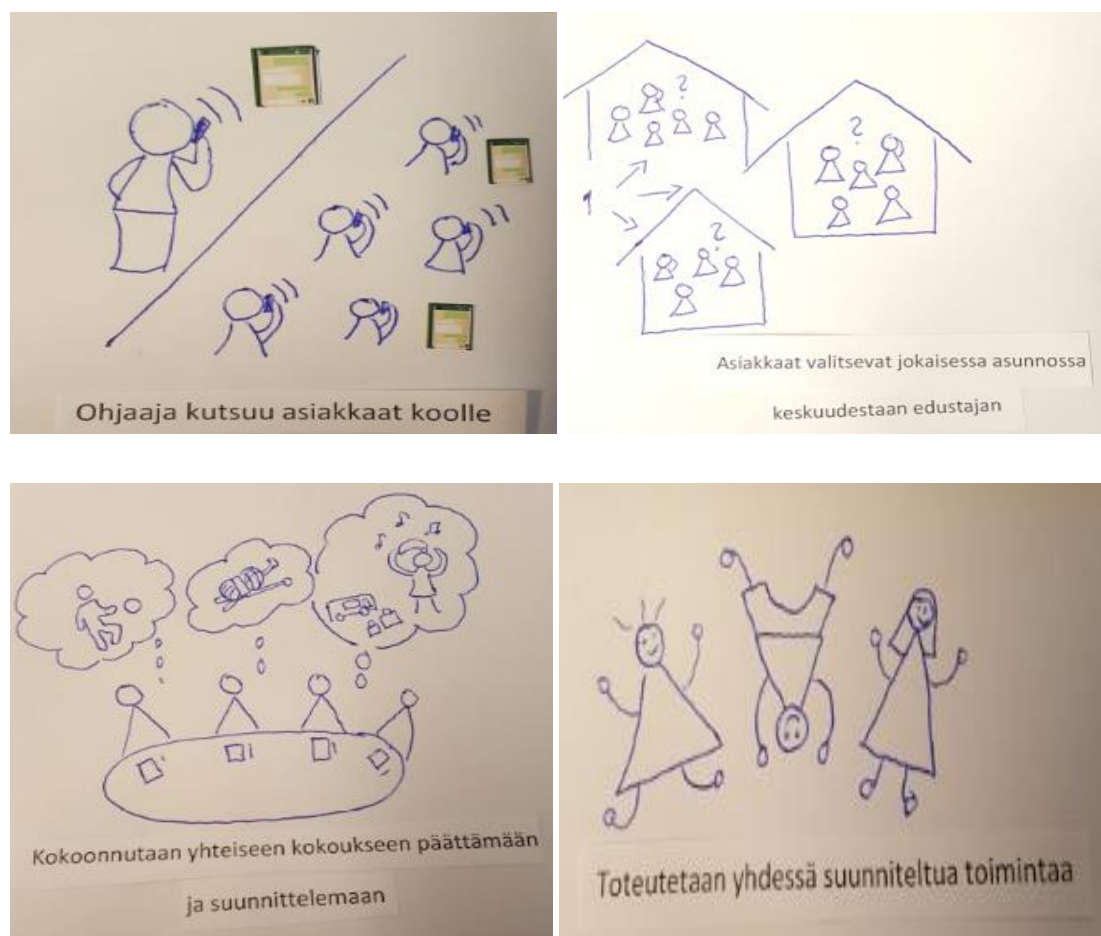 Ohjaaja kutsuu asiakkaat koolle
?
?
1
?
Asiakkaat valitsevat jokaisessa asunnossa
keskuudestaan edustajan
Kokoonnutaan yhteiseen kokoukseen päättämään
ja suunnittelemaan
Toteutetaan yhdessä suunniteltua toimintaa